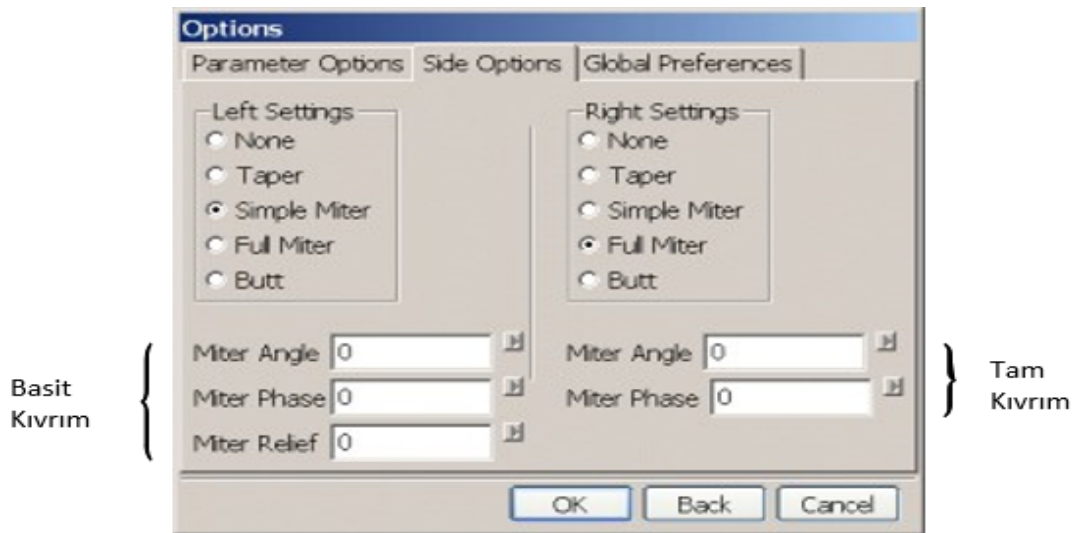 Options
Parameter Options Side Options Global Preferences
Left Settings
None
Taper
Simple Miter
Full Miter
Butt
Right Settings
None
Taper
Simple Miter
Full Miter
Butt
Miter Angle 0
Miter Phase 0
Miter Relief 0
Miter Angle 0
Miter Phase 0
Basit
Kıvrım
Tam
Kıvrım
OK Back Cancel